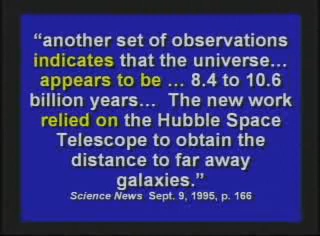 “another set of observations
indicates that the universe…
appears to be … 8.4 to 10.6
billion years… The new work
relied on the Hubble Space
Telescope to obtain the
distance to far away
galaxies.”
Science News Sept. 9, 1995, p. 166